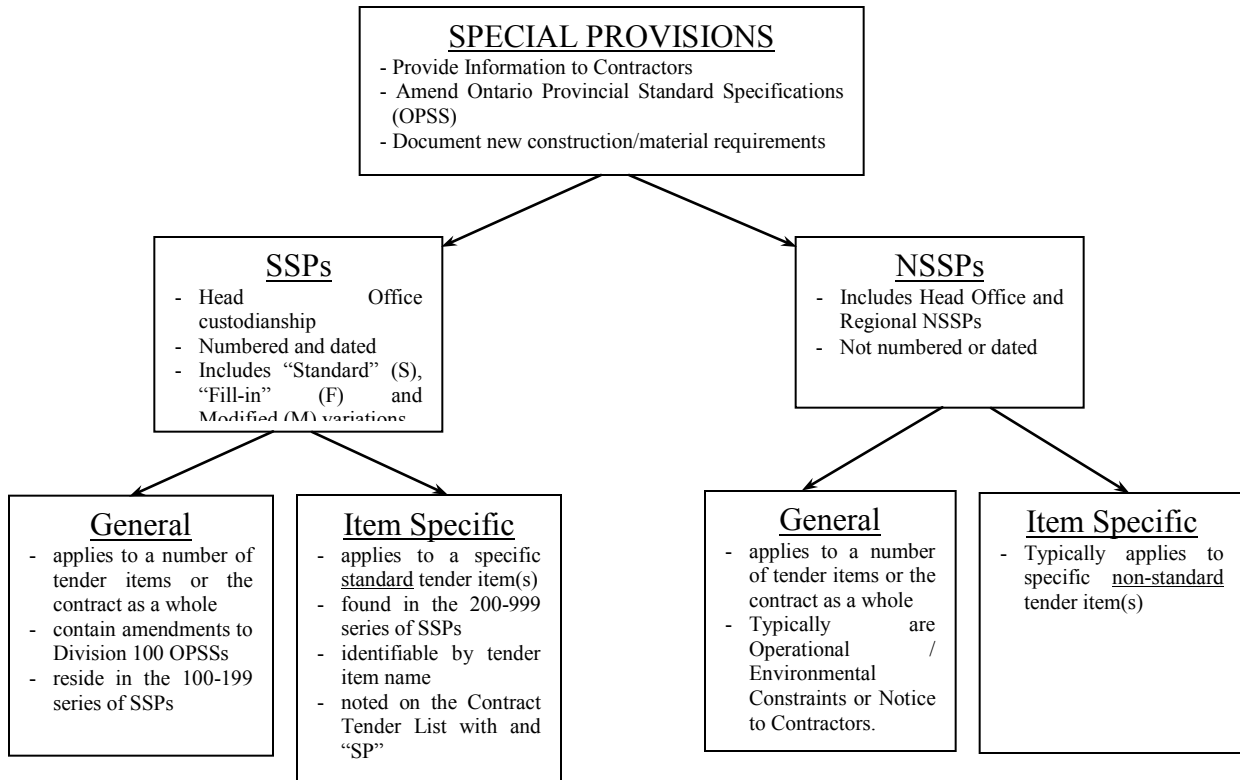 SPECIAL PROVISIONS
- Provide Information to Contractors
- Amend Ontario Provincial Standard Specifications
(OPSS)
- Document new construction/material requirements
SSPs
- Head Office
custodianship
- Numbered and dated
- Includes “Standard” (S),
“Fill-in” (F) and
Modified (M) variations
NSSPs
- Includes Head Office and
Regional NSSPs
- Not numbered or dated
General
- applies to a number of
tender items or the
contract as a whole
- contain amendments to
Division 100 OPSSs
- reside in the 100-199
series of SSPs
Item Specific
- applies to a specific
standard tender item(s)
- found in the 200-999
series of SSPs
- identifiable by tender
item name
- noted on the Contract
Tender List with and
“SP”
General
- applies to a number
of tender items or the
contract as a whole
- Typically are
Operational /
Environmental
Constraints or Notice
to Contractors.
Item Specific
- Typically applies to
specific non-standard
tender item(s)